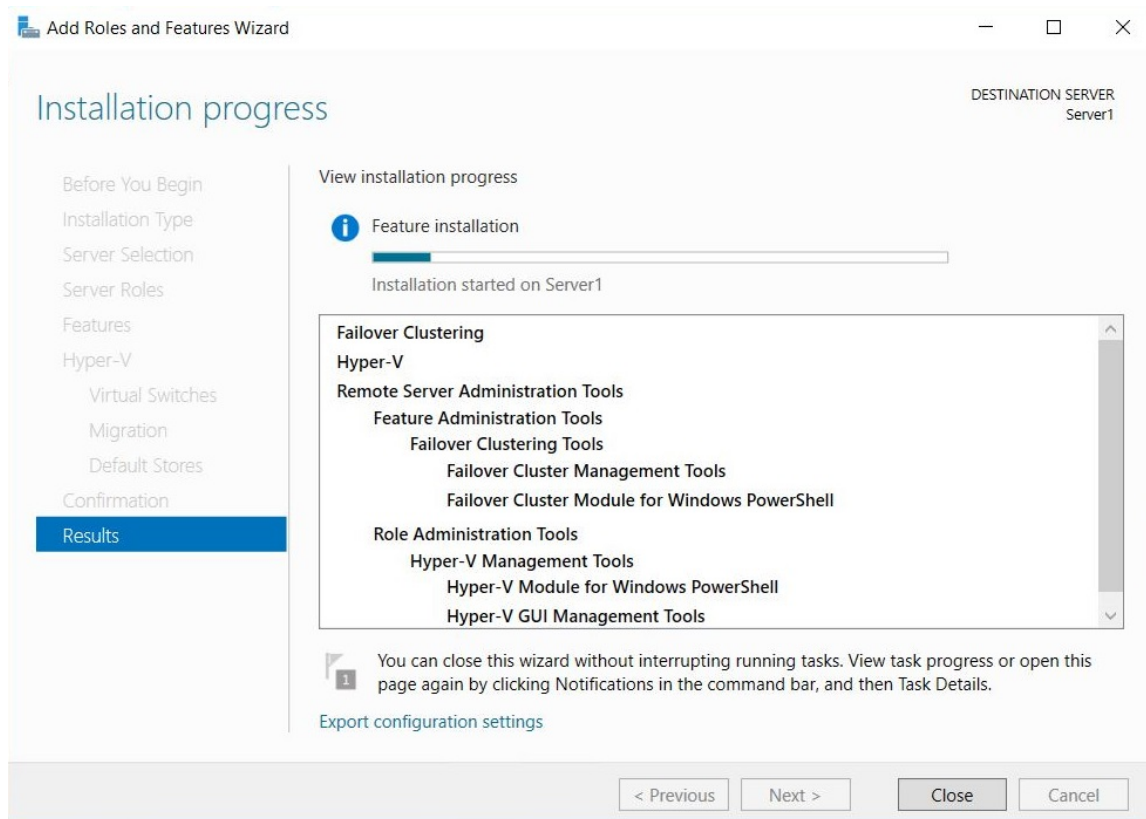 Add Roles and Features Wizard
Installation progress
DESTINATION SERVER
Server1
Before You Begin
Installation Type
Server Selection
Server Roles
Features
Hyper-V
Virtual Switches
Migration
Default Stores
Confirmation
Results
View installation progress
Feature installation
Installation started on Server1
Failover Clustering
Hyper-V
Remote Server Administration Tools
Feature Administration Tools
Failover Clustering Tools
Failover Cluster Management Tools
Failover Cluster Module for Windows PowerShell
Role Administration Tools
Hyper-V Management Tools
Hyper-V Module for Windows PowerShell
Hyper-V GUI Management Tools
1
You can close this wizard without interrupting running tasks. View task progress or open this
page again by clicking Notifications in the command bar, and then Task Details.
Export configuration settings
< Previous
Next >
Close
Cancel